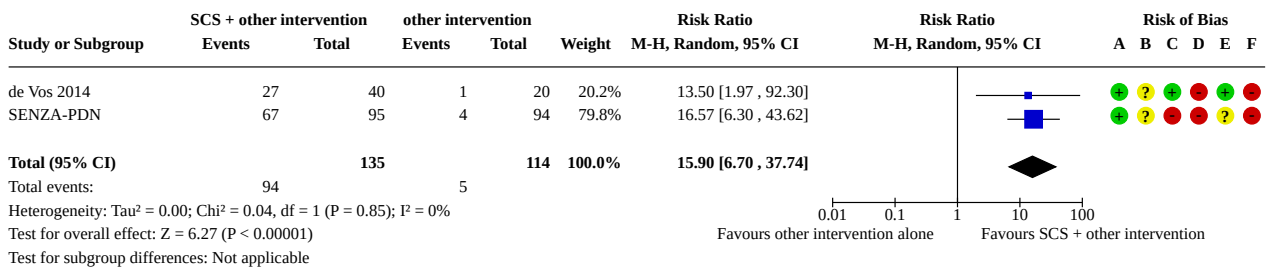 SCS + other intervention other intervention Risk Ratio Risk Ratio Risk of Bias
Study or Subgroup Events Total Events Total Weight M-H, Random, 95% CI M-H, Random, 95% CI A B C D E F
de Vos 2014 27 40 1 20 20.2% 13.50 [1.97 , 92.30] + ? + - + -
SENZA-PDN 67 95 4 94 79.8% 16.57 [6.30 , 43.62] + ? - - ? -
Total (95% CI) 135 114 100.0% 15.90 [6.70 , 37.74]
Total events: 94 5
Heterogeneity: Tau² = 0.00; Chi² = 0.04, df = 1 (P = 0.85); I² = 0%
0.01 0.1 1 10 100
Test for overall effect: Z = 6.27 (P < 0.00001) Favours other intervention alone Favours SCS + other intervention
Test for subgroup differences: Not applicable